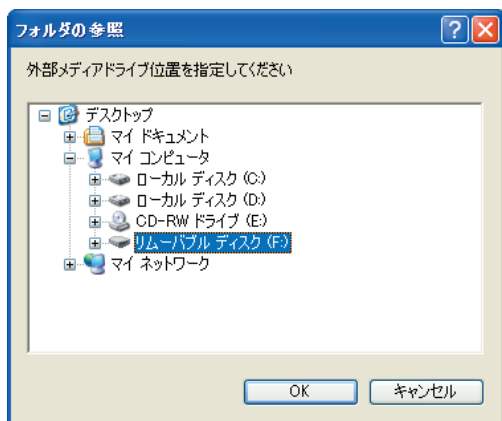 フォルダの参照
外部メディアドライブ位置を指定してください
デスクトップ
マイ ドキュメント
マイ コンピュータ
ローカル ディスク (C:)
ローカル ディスク (D:)
CD-RW ドライブ (E:)
リムーバブル ディスク (F:)
マイ ネットワーク
OK
キャンセル